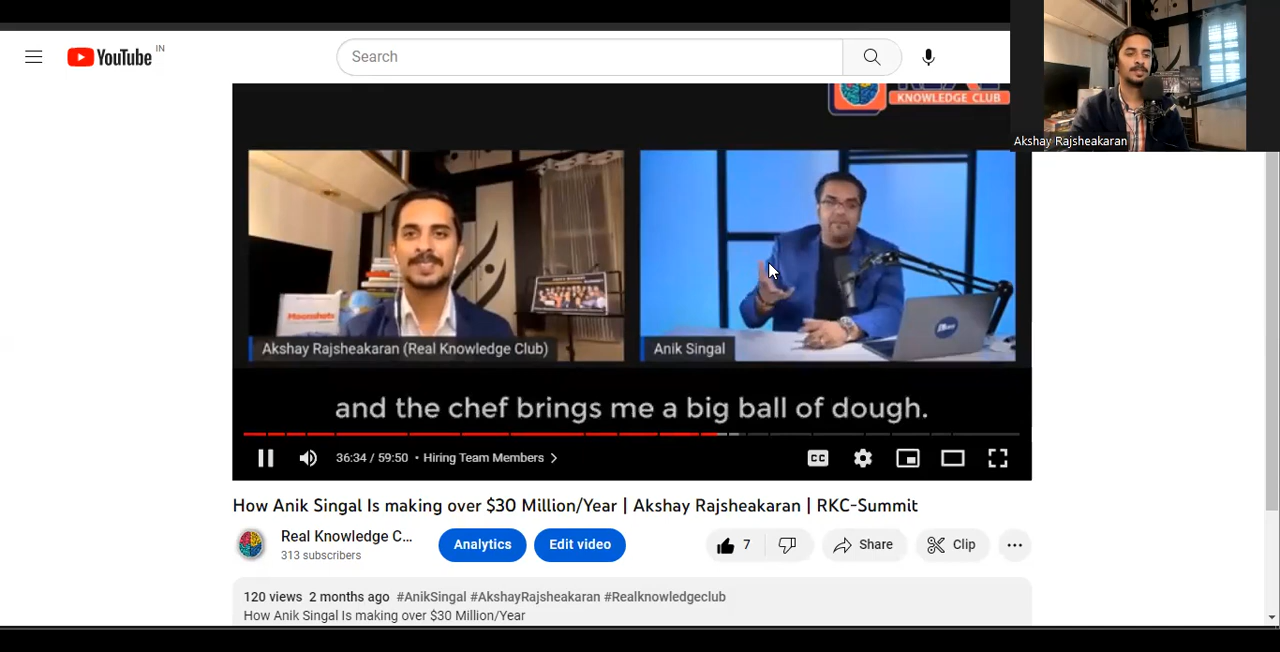 YouTube IN
Search
KNOWLEDGE CLUB
Akshay Rajsheakaran
Moonshots
Akshay Rajsheakaran (Real Knowledge Club)
Anik Singal
and the chef brings me a big ball of dough.
36:34 / 59:50 • Hiring Team Members
CC
How Anik Singal Is making over $30 Million/Year | Akshay Rajsheakaran | RKC-Summit
Real Knowledge C...
313 subscribers
Analytics
Edit video
7
Share
Clip
120 views 2 months ago #AnikSingal #AkshayRajsheakaran #Realknowledgeclub
How Anik Singal Is making over $30 Million/Year